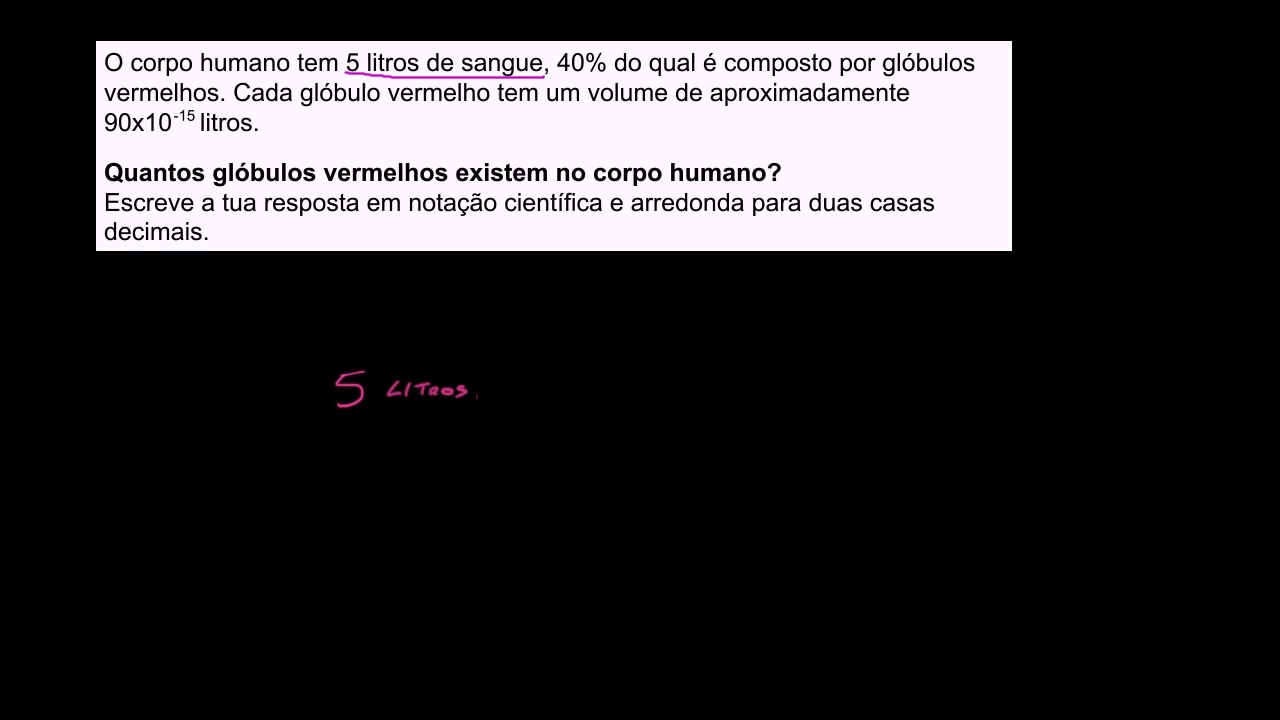 O corpo humano tem 5 litros de sangue, 40% do qual é composto por glóbulos
vermelhos. Cada glóbulo vermelho tem um volume de aproximadamente
90x10⁻¹⁵ litros.
Quantos glóbulos vermelhos existem no corpo humano?
Escreve a tua resposta em notação científica e arredonda para duas casas
decimais.
5 LITROS.